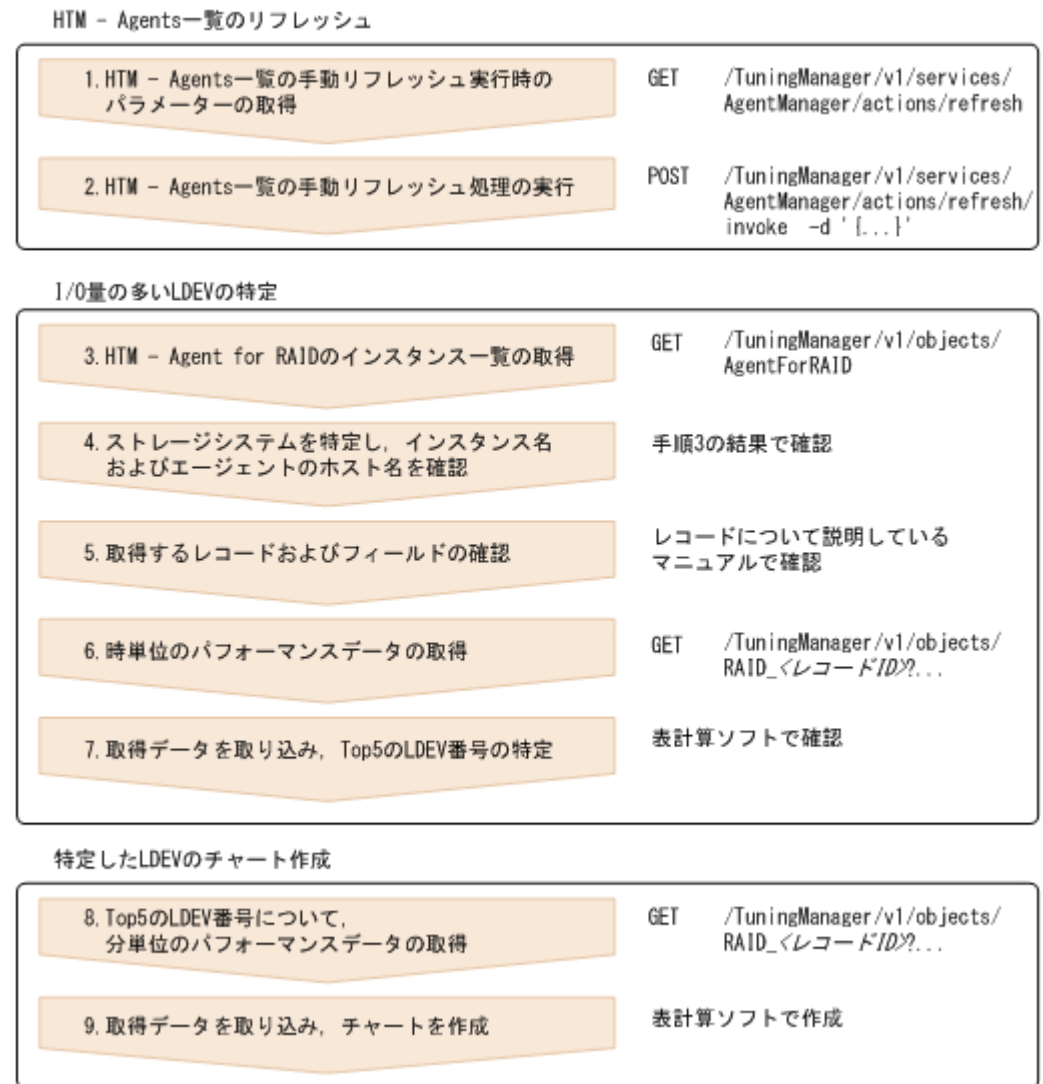 HTM - Agents一覧のリフレッシュ
1. HTM - Agents一覧の手動リフレッシュ実行時の
パラメーターの取得
GET /TuningManager/v1/services/
AgentManager/actions/refresh
2. HTM - Agents一覧の手動リフレッシュ処理の実行
POST /TuningManager/v1/services/
AgentManager/actions/refresh/
invoke -d '{...}'
I/O量の多いLDEVの特定
3. HTM - Agent for RAIDのインスタンス一覧の取得
GET /TuningManager/v1/objects/
AgentForRAID
4. ストレージシステムを特定し，インスタンス名
およびエージェントのホスト名を確認
手順3の結果で確認
5. 取得するレコードおよびフィールドの確認
レコードについて説明している
マニュアルで確認
6. 時単位のパフォーマンスデータの取得
GET /TuningManager/v1/objects/
RAID_<レコードID>?...
7. 取得データを取り込み，Top5のLDEV番号の特定
表計算ソフトで確認
特定したLDEVのチャート作成
8. Top5のLDEV番号について，
分単位のパフォーマンスデータの取得
GET /TuningManager/v1/objects/
RAID_<レコードID>?...
9. 取得データを取り込み，チャートを作成
表計算ソフトで作成